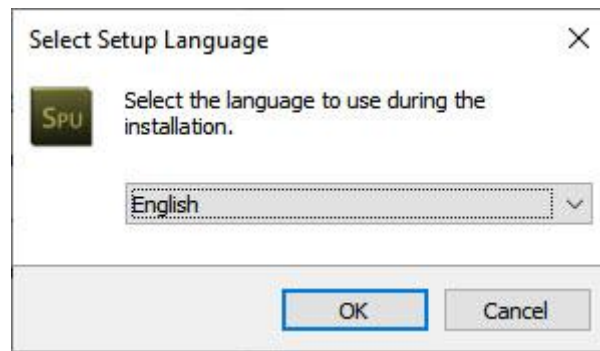 Select Setup Language
SPU
Select the language to use during the
installation.
English
OK
Cancel